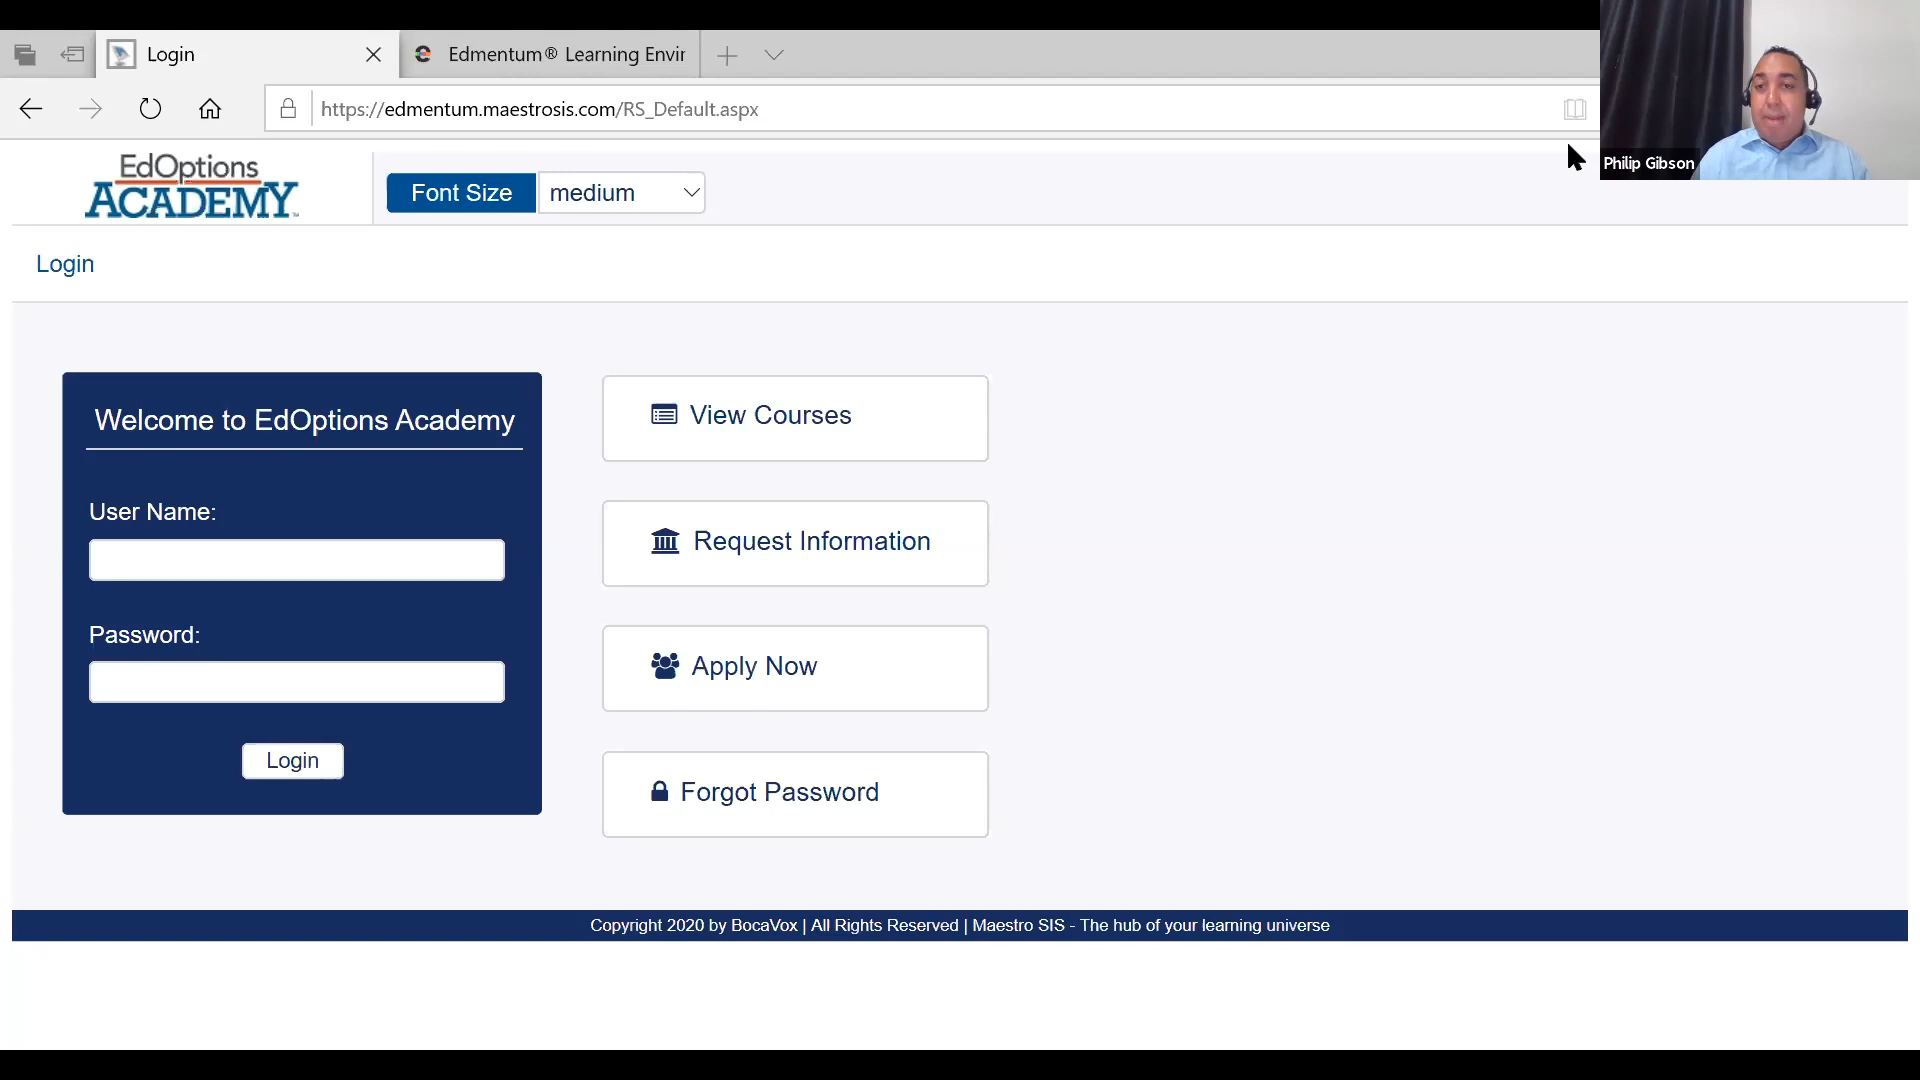 Login
Edmentum® Learning Envir
https://edmentum.maestrosis.com/RS_Default.aspx
Philip Gibson
EdOptions
ACADEMY
Font Size
medium
Login
Welcome to EdOptions Academy
User Name:
Password:
Login
View Courses
Request Information
Apply Now
Forgot Password
Copyright 2020 by BocaVox | All Rights Reserved | Maestro SIS - The hub of your learning universe